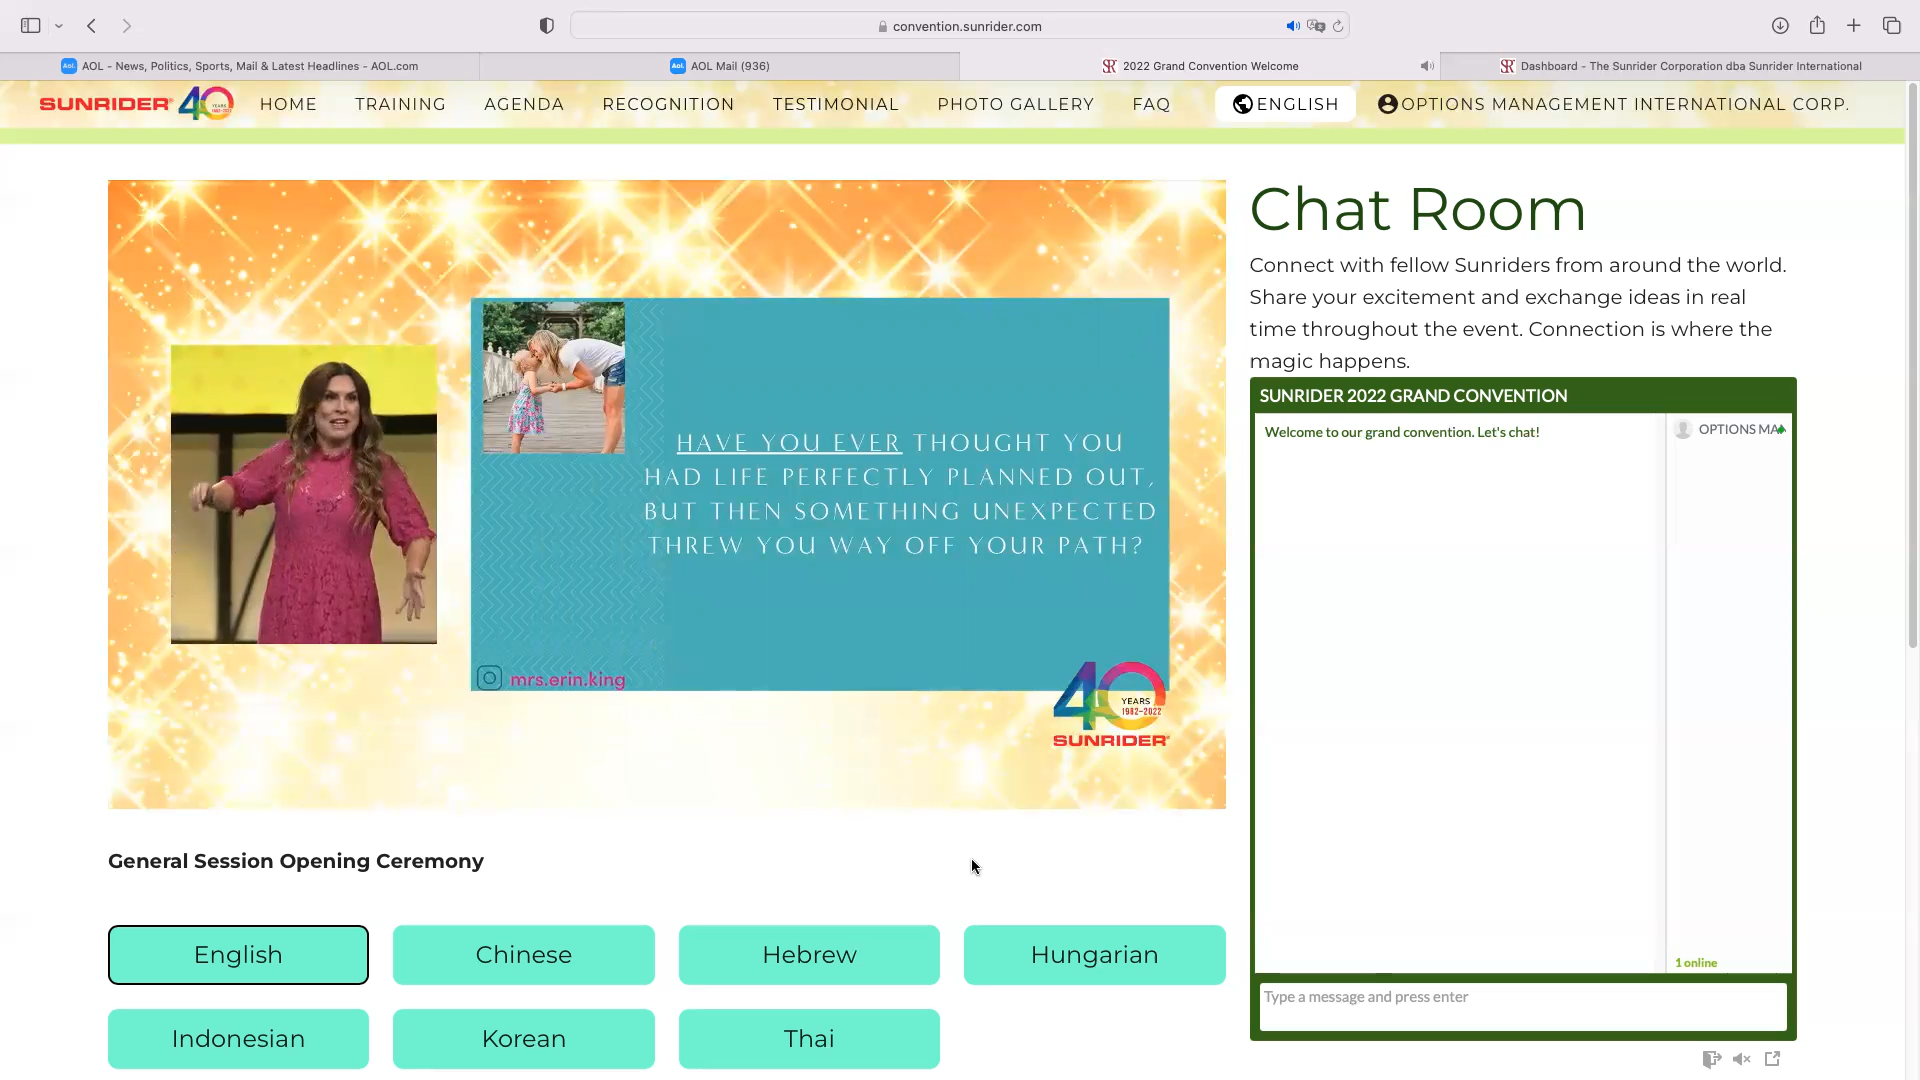 convention.sunrider.com
AOL - News, Politics, Sports, Mail & Latest Headlines - AOL.com
AOL Mail (936)
2022 Grand Convention Welcome
Dashboard - The Sunrider Corporation dba Sunrider International
SUNRIDER 40 YEARS 1982-2022
HOME
TRAINING
AGENDA
RECOGNITION
TESTIMONIAL
PHOTO GALLERY
FAQ
ENGLISH
OPTIONS MANAGEMENT INTERNATIONAL CORP.
HAVE YOU EVER THOUGHT YOU
HAD LIFE PERFECTLY PLANNED OUT,
BUT THEN SOMETHING UNEXPECTED
THREW YOU WAY OFF YOUR PATH?
mrs.erin.king
40 YEARS
1982-2022
SUNRIDER
Chat Room
Connect with fellow Sunriders from around the world.
Share your excitement and exchange ideas in real
time throughout the event. Connection is where the
magic happens.
SUNRIDER 2022 GRAND CONVENTION
Welcome to our grand convention. Let's chat!
OPTIONS MA
1 online
Type a message and press enter
General Session Opening Ceremony
English
Chinese
Hebrew
Hungarian
Indonesian
Korean
Thai